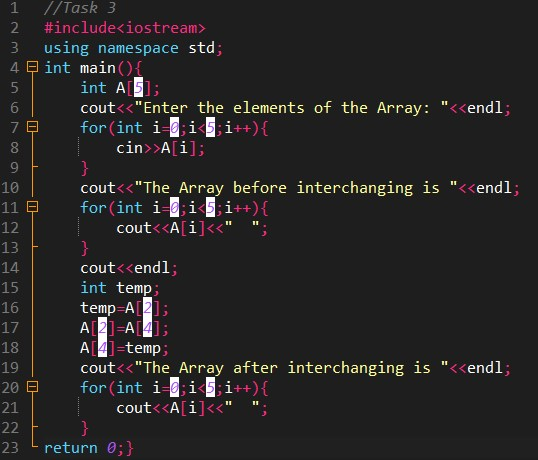 1 //Task 3
2 #include<iostream>
3 using namespace std;
4 int main(){
5 int A[5];
6 cout<<"Enter the elements of the Array: "<<endl;
7 for(int i=0;i<5;i++){
8 cin>>A[i];
9 }
10 cout<<"The Array before interchanging is "<<endl;
11 for(int i=0;i<5;i++){
12 cout<<A[i]<<"  ";
13 }
14 cout<<endl;
15 int temp;
16 temp=A[2];
17 A[2]=A[4];
18 A[4]=temp;
19 cout<<"The Array after interchanging is "<<endl;
20 for(int i=0;i<5;i++){
21 cout<<A[i]<<"  ";
22 }
23 return 0;}